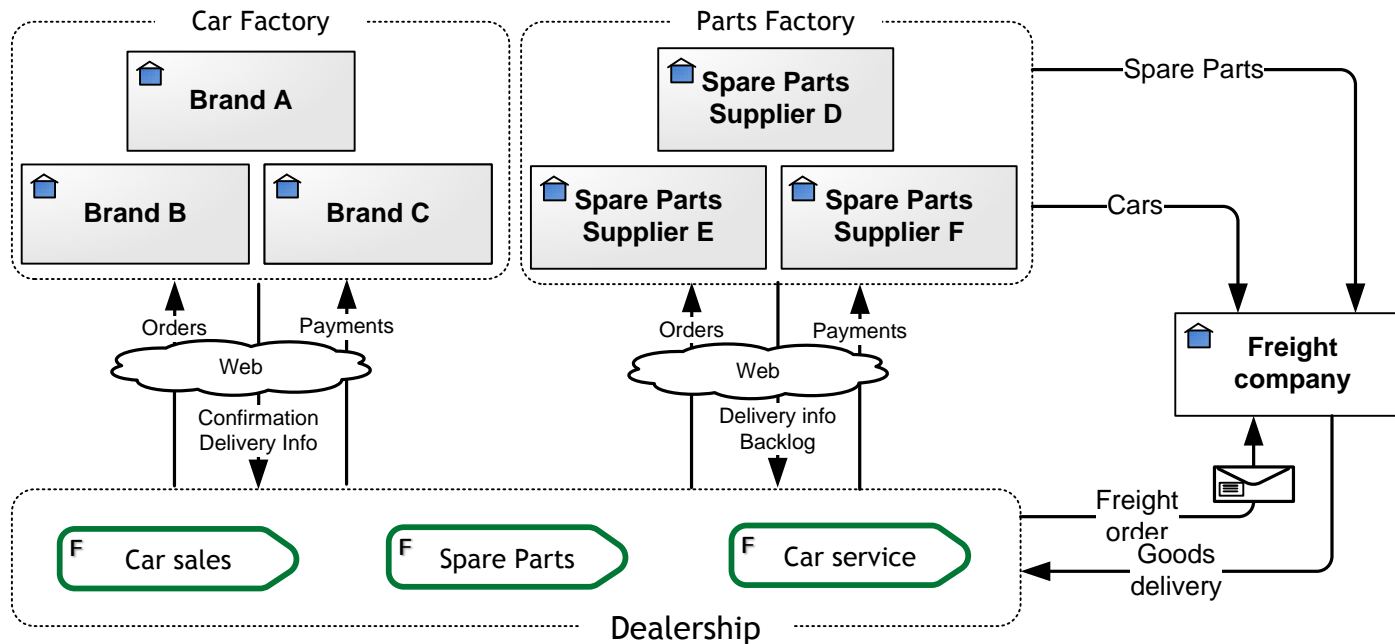 Car Factory
Brand A
Brand B
Brand C
Parts Factory
Spare Parts
Supplier D
Spare Parts
Supplier E
Spare Parts
Supplier F
Spare Parts
Cars
Freight
company
Orders
Payments
Web
Confirmation
Delivery Info
Orders
Payments
Web
Delivery info
Backlog
Freight
order
Goods
delivery
F
Car sales
F
Spare Parts
F
Car service
Dealership